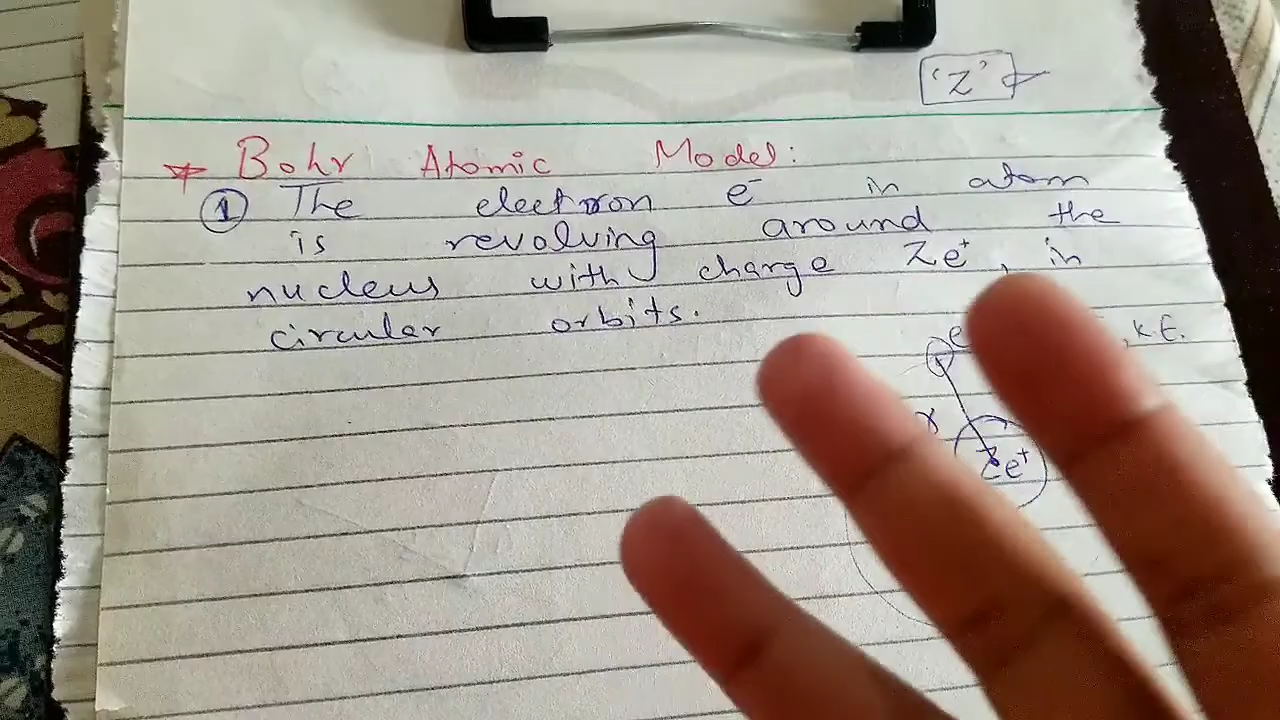 'Z'
* Bohr Atomic Model:
① The electron e⁻ in atom
is revolving around the
nucleus with charge Ze⁺, in
circular orbits.
e
, K.E.
r
Ze⁺